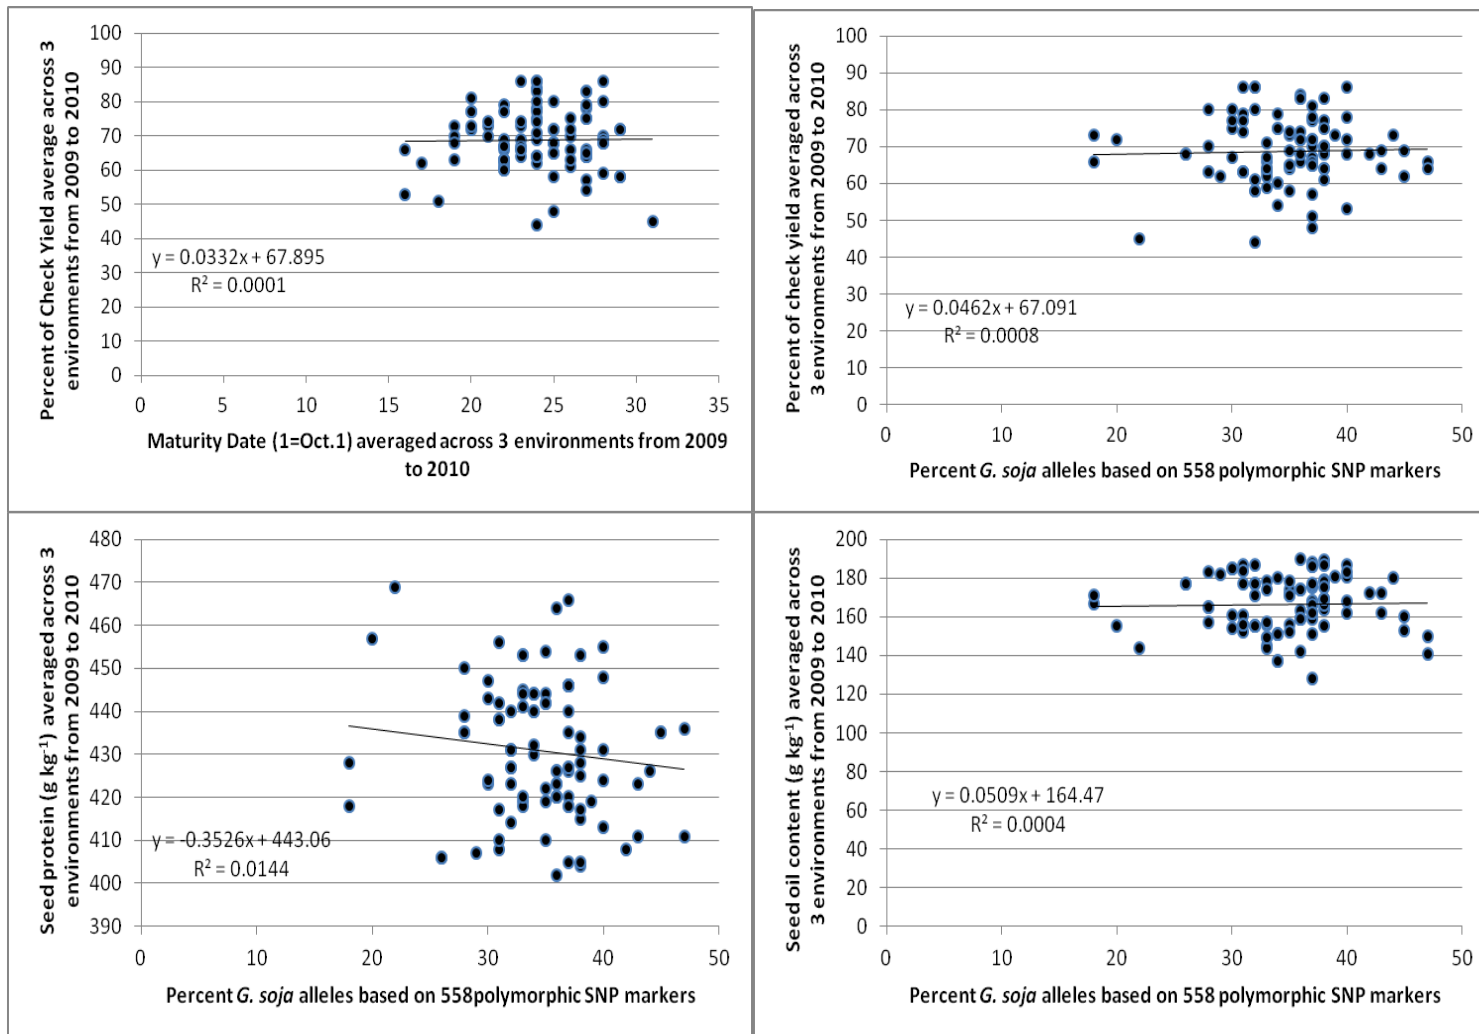 Percent of Check Yield average across 3
environments from 2009 to 2010
100
90
80
70
60
50
40
30
20
10
0
y = 0.0332x + 67.895
R² = 0.0001
0 5 10 15 20 25 30 35
Maturity Date (1=Oct.1) averaged across 3 environments from 2009
to 2010
Percent of check yield averaged across
3 environments from 2009 to 2010
100
90
80
70
60
50
40
30
20
10
0
y = 0.0462x + 67.091
R² = 0.0008
0 10 20 30 40 50
Percent G. soja alleles based on 558 polymorphic SNP markers
Seed protein (g kg⁻¹) averaged across 3
environments from 2009 to 2010
480
470
460
450
440
430
420
410
400
390
y = -0.3526x + 443.06
R² = 0.0144
0 10 20 30 40 50
Percent G. soja alleles based on 558polymorphic SNP markers
Seed oil content (g kg⁻¹) averaged across
3 environments from 2009 to 2010
200
180
160
140
120
100
80
60
40
20
0
y = 0.0509x + 164.47
R² = 0.0004
0 10 20 30 40 50
Percent G. soja alleles based on 558 polymorphic SNP markers